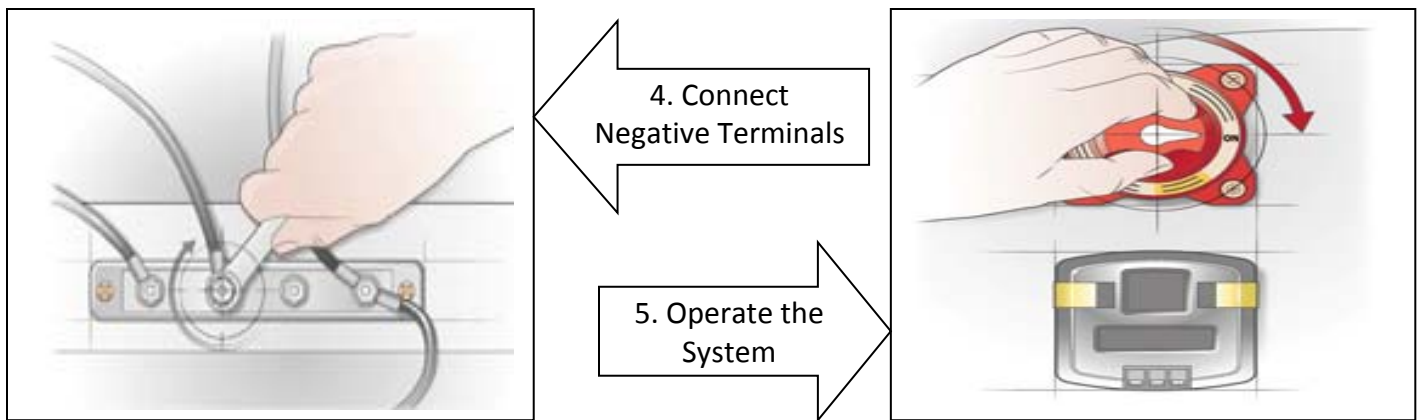 4. Connect
Negative Terminals
ON
5. Operate the
System